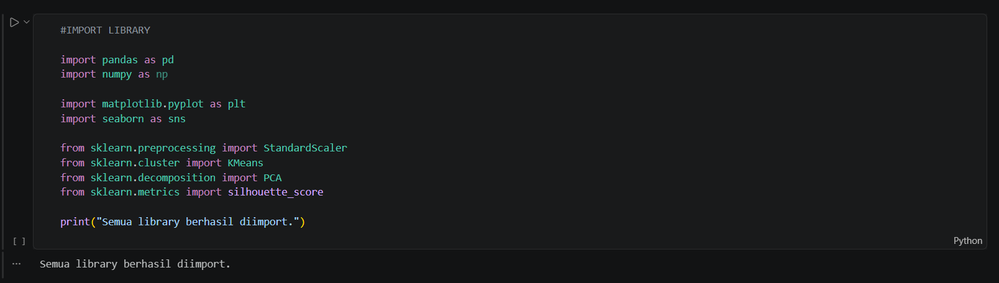 #IMPORT LIBRARY
import pandas as pd
import numpy as np
import matplotlib.pyplot as plt
import seaborn as sns
from sklearn.preprocessing import StandardScaler
from sklearn.cluster import KMeans
from sklearn.decomposition import PCA
from sklearn.metrics import silhouette_score
print("Semua library berhasil diimport.")
[ ]
Python
... Semua library berhasil diimport.